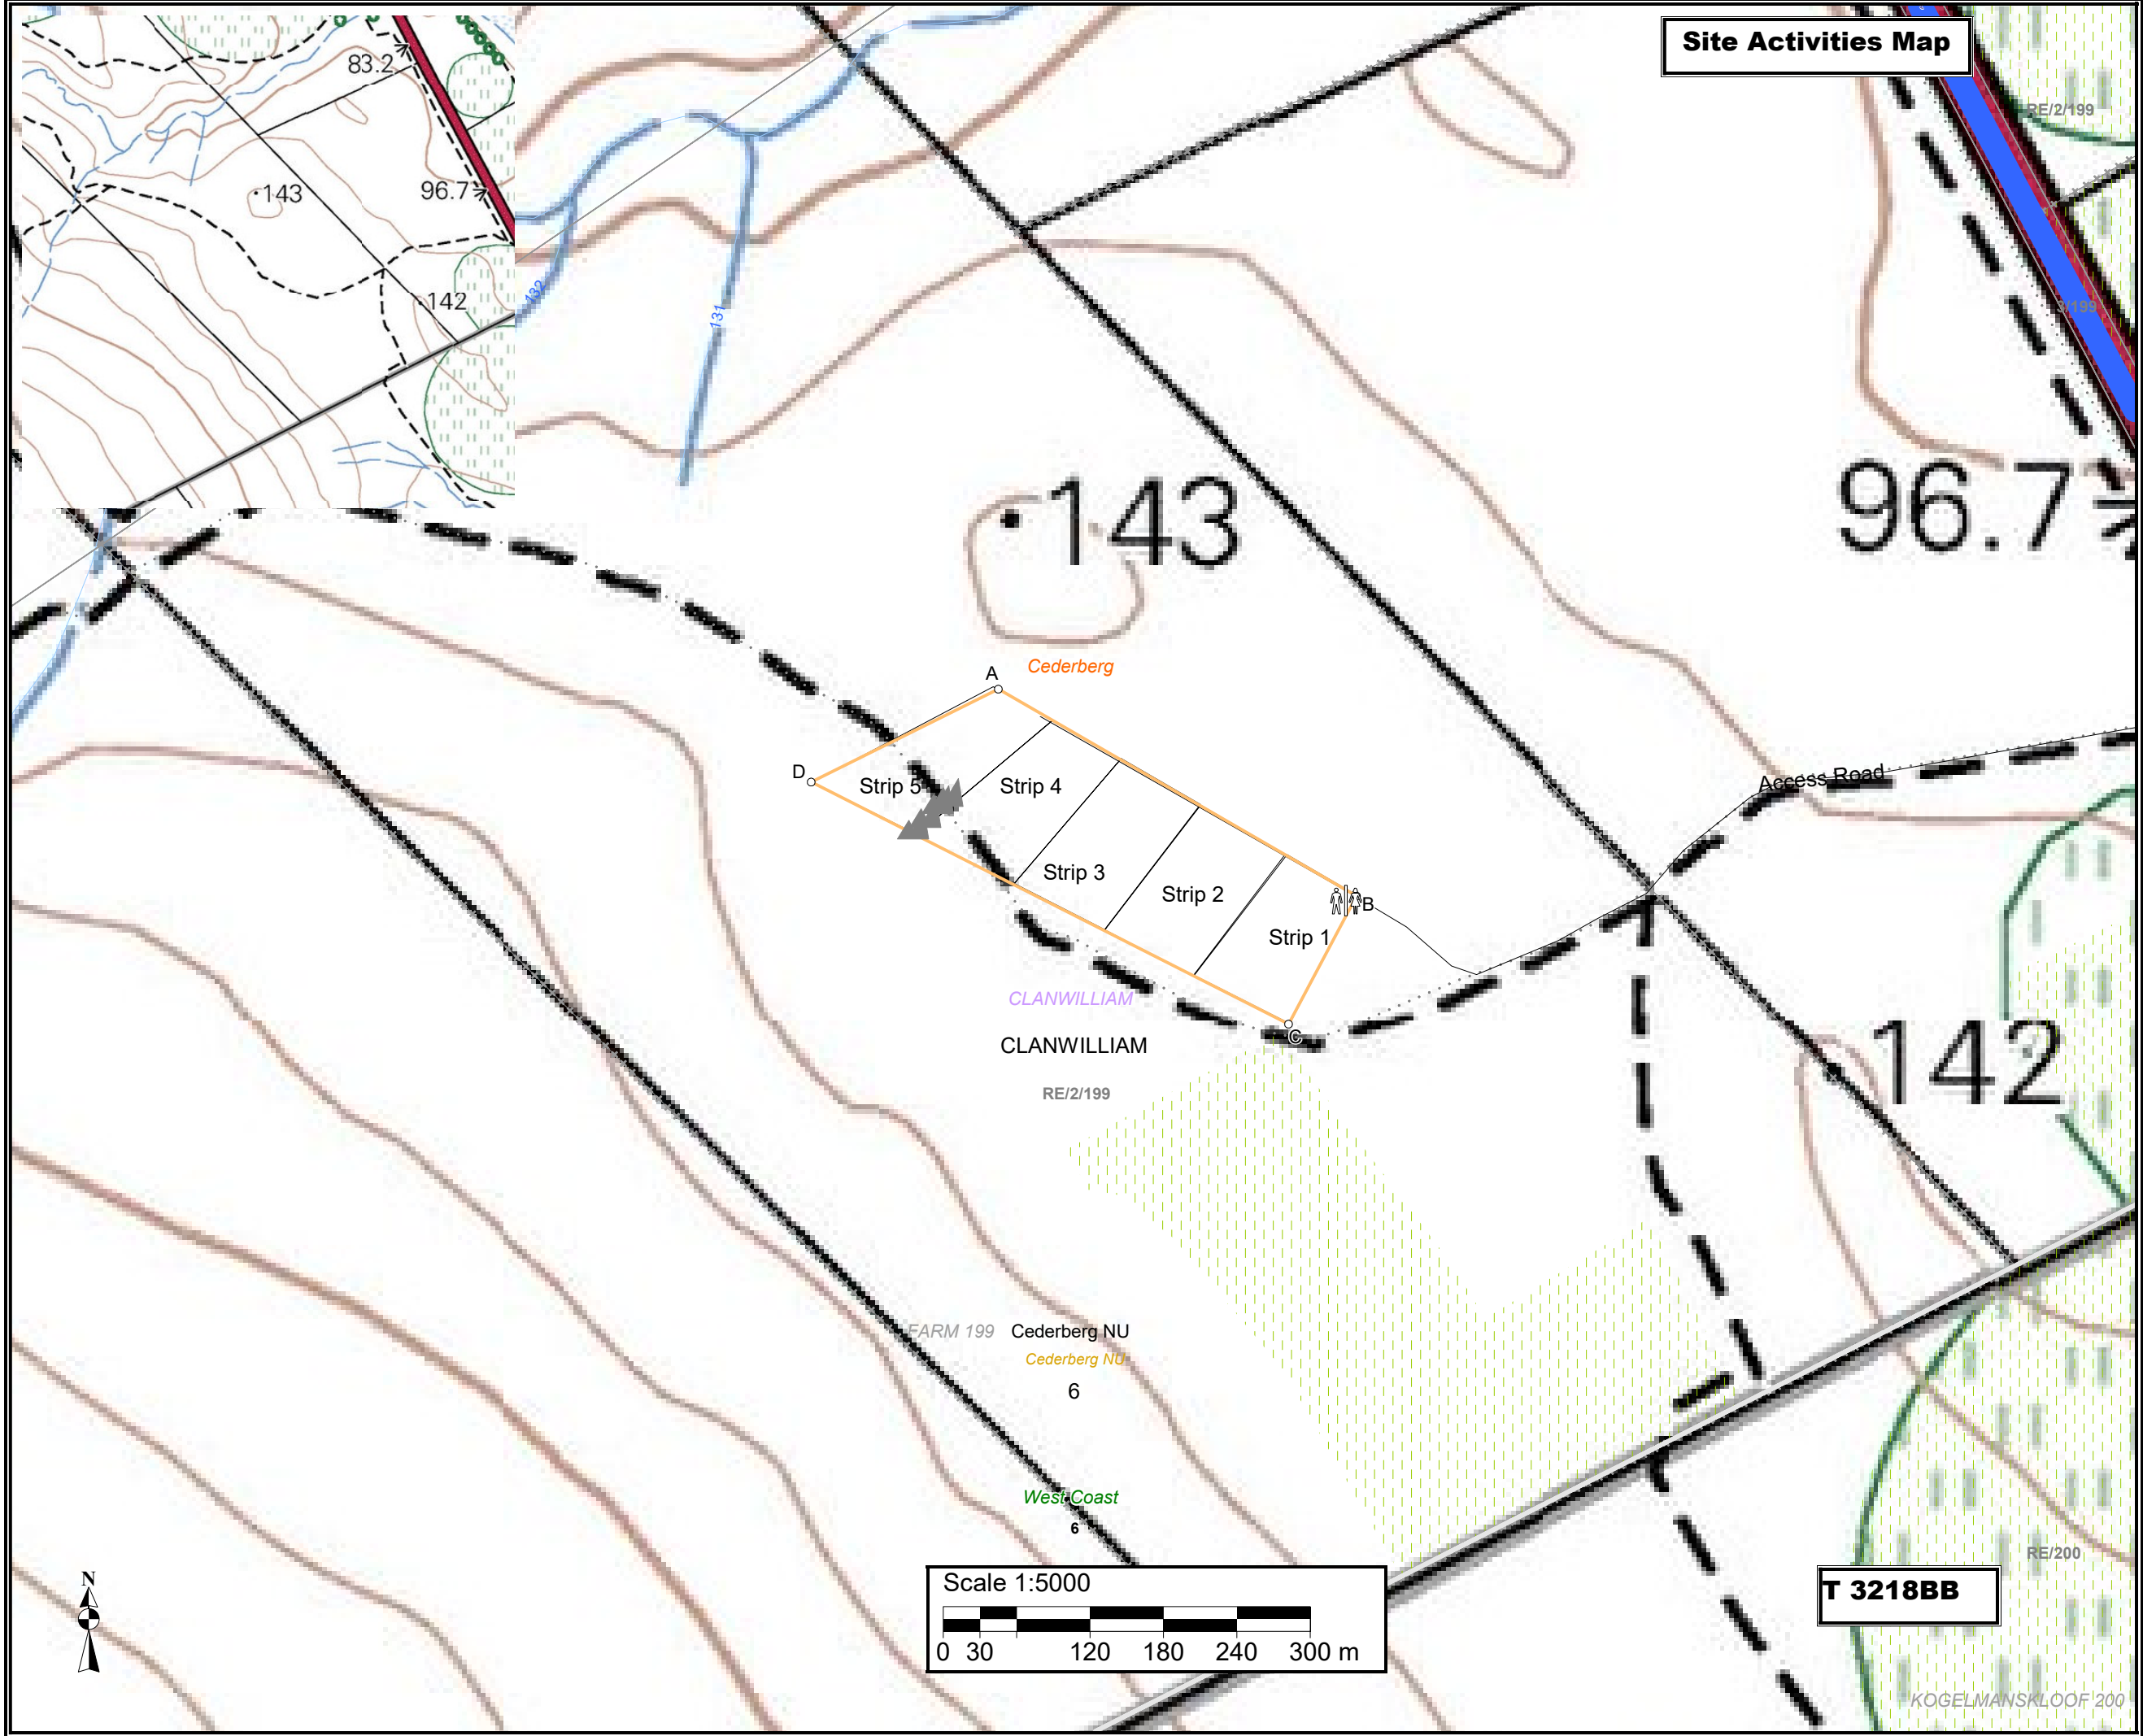 Site Activities Map
83.2
143
96.7
142
RE/2/199
3/199
132
131
143
96.7
A
Cederberg
D
Strip 5
Strip 4
Access Road
Strip 3
Strip 2
B
Strip 1
CLANWILLIAM
C
CLANWILLIAM
142
RE/2/199
FARM 199
Cederberg NU
Cederberg NU
6
West Coast
6
RE/200
Scale 1:5000
0 30 120 180 240 300 m
T 3218BB
N
KOGELMANSKLOOF 200